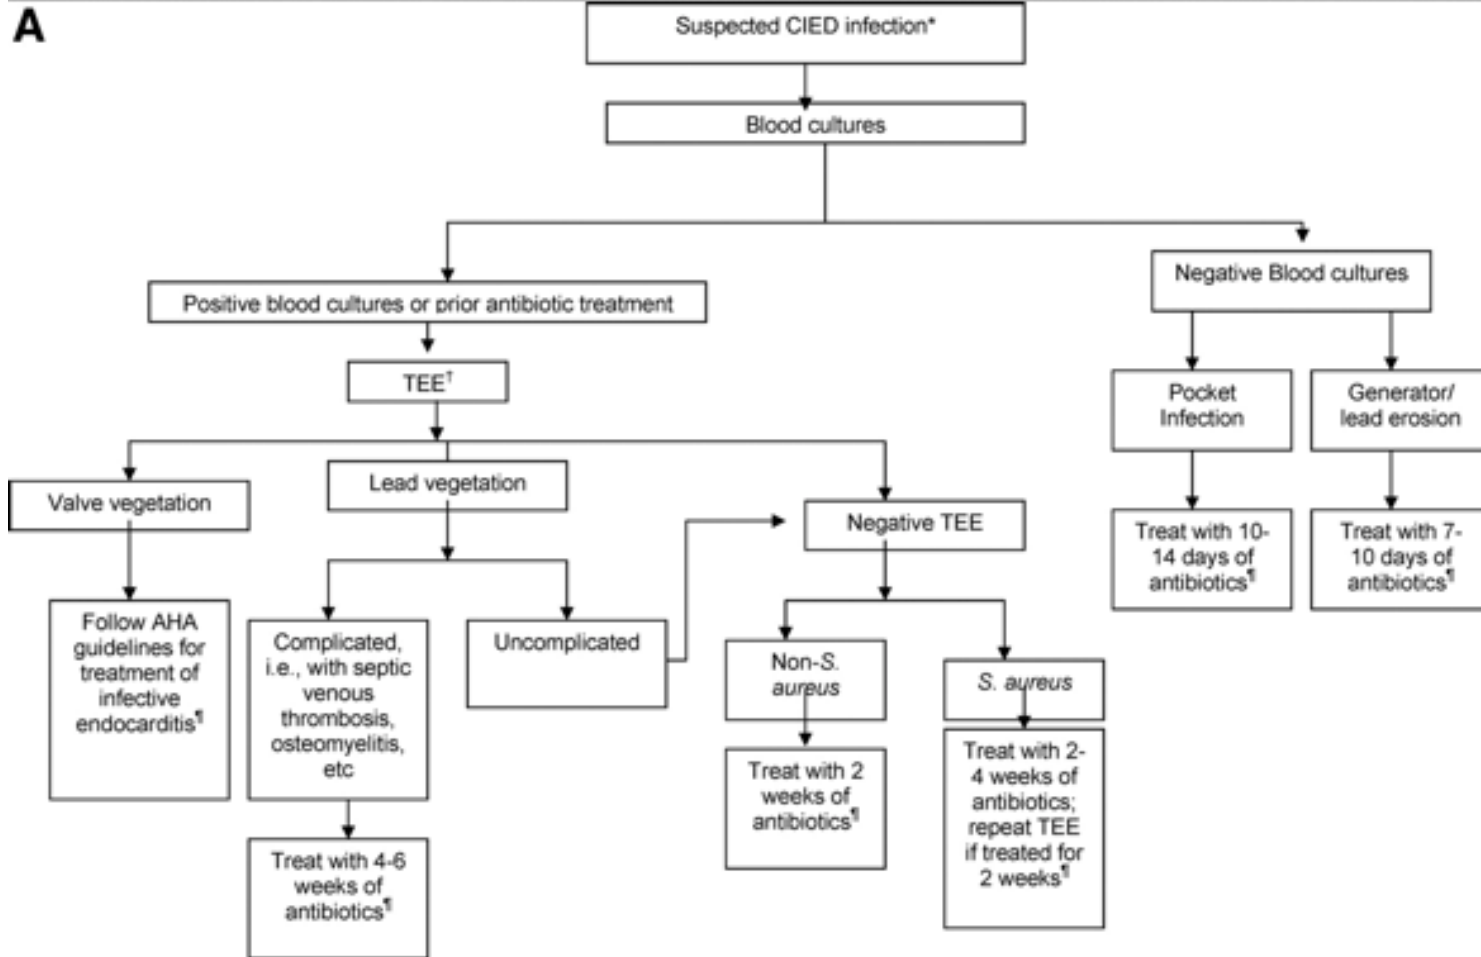 A
Suspected CIED infection*
Blood cultures
Positive blood cultures or prior antibiotic treatment
Negative Blood cultures
TEE†
Pocket
Infection
Generator/
lead erosion
Valve vegetation
Lead vegetation
Negative TEE
Treat with 10-
14 days of
antibiotics¶
Treat with 7-
10 days of
antibiotics¶
Follow AHA
guidelines for
treatment of
infective
endocarditis¶
Complicated,
i.e., with septic
venous
thrombosis,
osteomyelitis,
etc
Uncomplicated
Non-S.
aureus
S. aureus
Treat with 4-6
weeks of
antibiotics¶
Treat with 2
weeks of
antibiotics¶
Treat with 2-
4 weeks of
antibiotics;
repeat TEE
if treated for
2 weeks¶